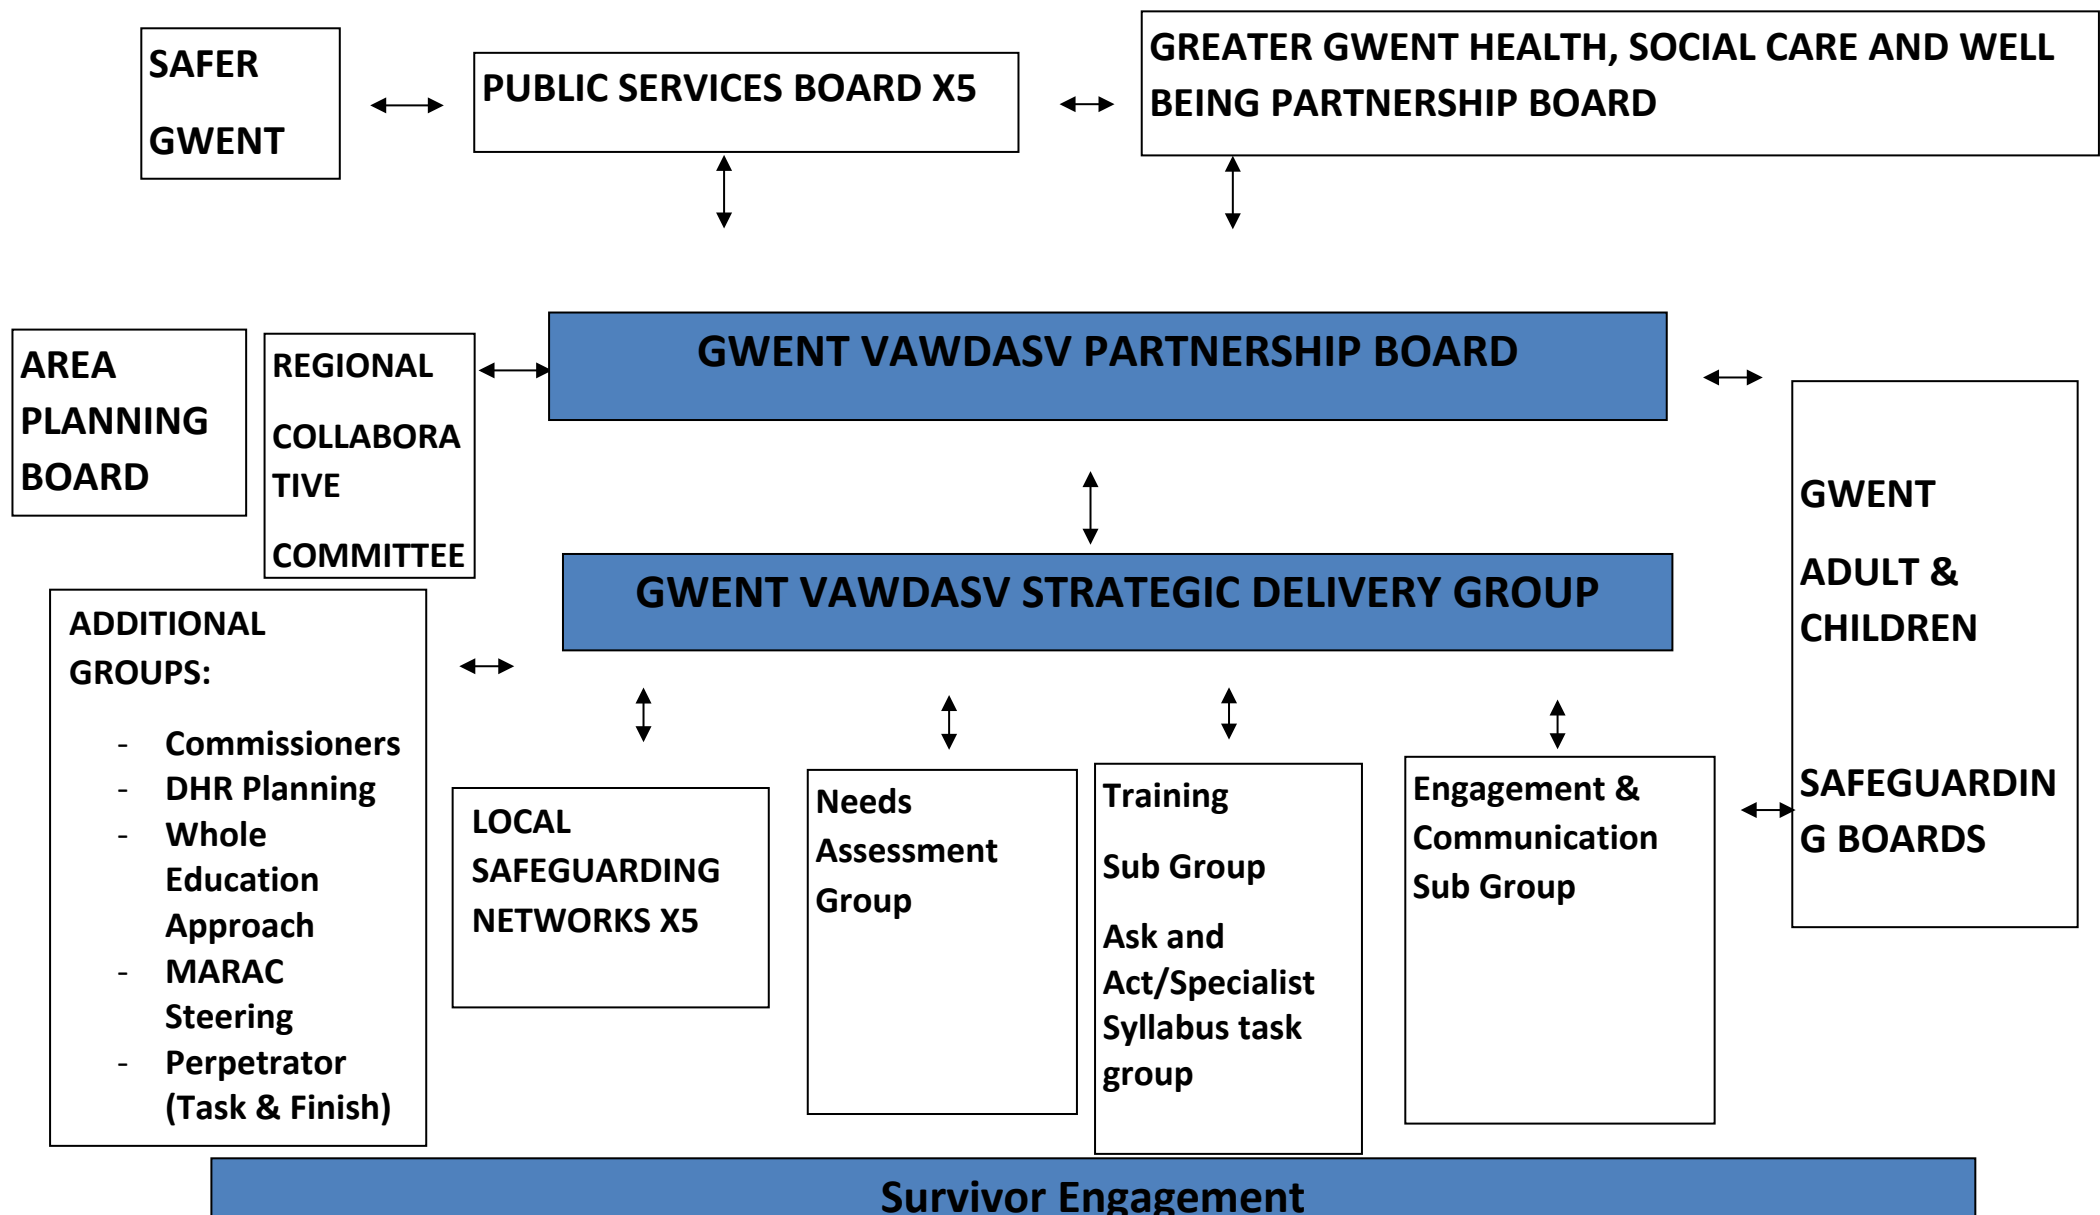 SAFER
GWENT
PUBLIC SERVICES BOARD X5
GREATER GWENT HEALTH, SOCIAL CARE AND WELL
BEING PARTNERSHIP BOARD
GWENT VAWDASV PARTNERSHIP BOARD
AREA
PLANNING
BOARD
REGIONAL
COLLABORA
TIVE
COMMITTEE
GWENT
ADULT &
CHILDREN
SAFEGUARDIN
G BOARDS
GWENT VAWDASV STRATEGIC DELIVERY GROUP
ADDITIONAL
GROUPS:
- Commissioners
- DHR Planning
- Whole
Education
Approach
- MARAC
Steering
- Perpetrator
(Task & Finish)
LOCAL
SAFEGUARDING
NETWORKS X5
Needs
Assessment
Group
Training
Sub Group
Ask and
Act/Specialist
Syllabus task
group
Engagement &
Communication
Sub Group
Survivor Engagement